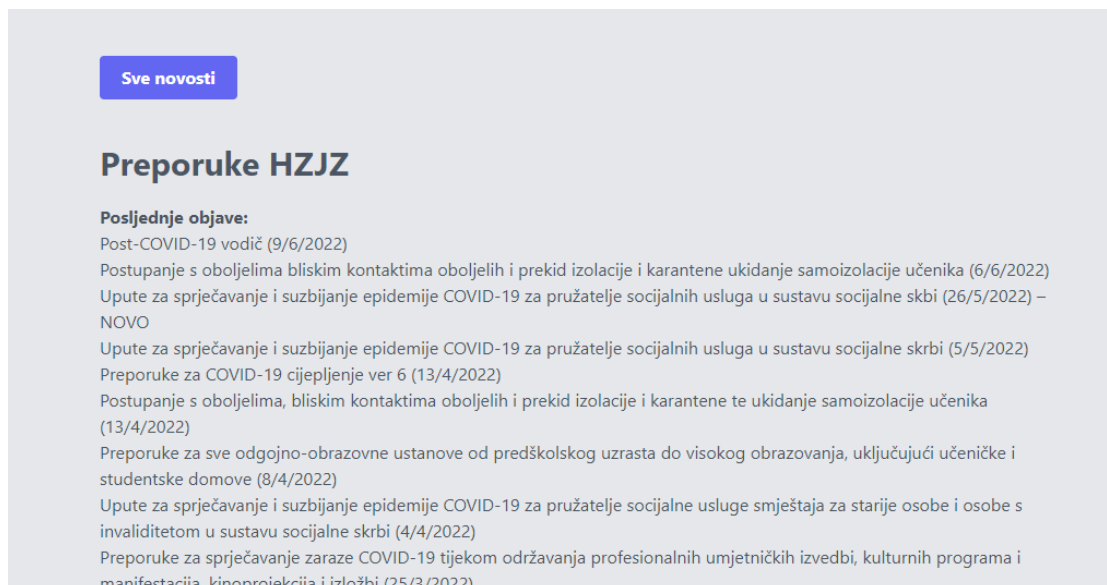 Sve novosti
Preporuke HZJZ
Posljednje objave:
Post-COVID-19 vodič (9/6/2022)
Postupanje s oboljelima bliskim kontaktima oboljelih i prekid izolacije i karantene ukidanje samoizolacije učenika (6/6/2022)
Upute za sprječavanje i suzbijanje epidemije COVID-19 za pružatelje socijalnih usluga u sustavu socijalne skbi (26/5/2022) –
NOVO
Upute za sprječavanje i suzbijanje epidemije COVID-19 za pružatelje socijalnih usluga u sustavu socijalne skrbi (5/5/2022)
Preporuke za COVID-19 cijepljenje ver 6 (13/4/2022)
Postupanje s oboljelima, bliskim kontaktima oboljelih i prekid izolacije i karantene te ukidanje samoizolacije učenika
(13/4/2022)
Preporuke za sve odgojno-obrazovne ustanove od predškolskog uzrasta do visokog obrazovanja, uključujući učeničke i
studentske domove (8/4/2022)
Upute za sprječavanje i suzbijanje epidemije COVID-19 za pružatelje socijalne usluge smještaja za starije osobe i osobe s
invaliditetom u sustavu socijalne skrbi (4/4/2022)
Preporuke za sprječavanje zaraze COVID-19 tijekom održavanja profesionalnih umjetničkih izvedbi, kulturnih programa i
manifestacija, kinoprojekcija i izložbi (25/3/2022)